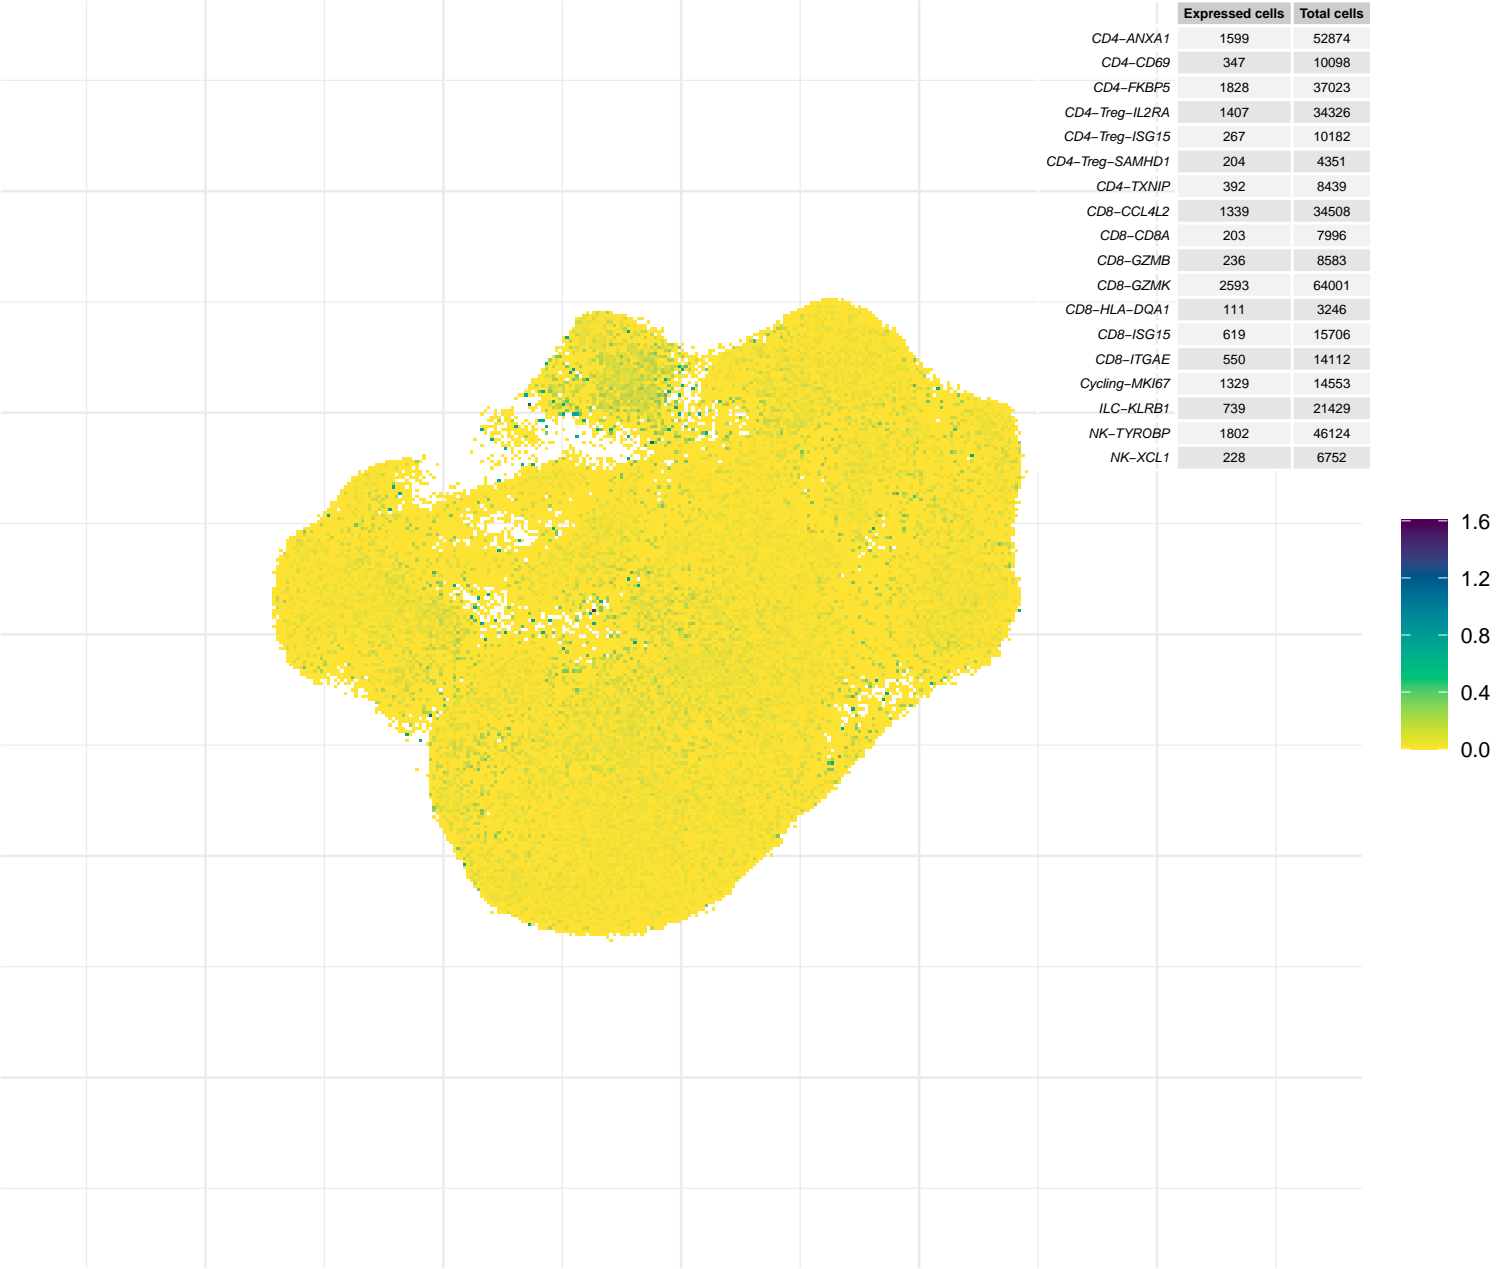 Expressed cells Total cells
CD4−ANXA1 1599 52874
CD4−CD69 347 10098
CD4−FKBP5 1828 37023
CD4−Treg−IL2RA 1407 34326
CD4−Treg−ISG15 267 10182
CD4−Treg−SAMHD1 204 4351
CD4−TXNIP 392 8439
CD8−CCL4L2 1339 34508
CD8−CD8A 203 7996
CD8−GZMB 236 8583
CD8−GZMK 2593 64001
CD8−HLA−DQA1 111 3246
CD8−ISG15 619 15706
CD8−ITGAE 550 14112
Cycling−MKI67 1329 14553
ILC−KLRB1 739 21429
NK−TYROBP 1802 46124
NK−XCL1 228 6752
1.6
1.2
0.8
0.4
0.0